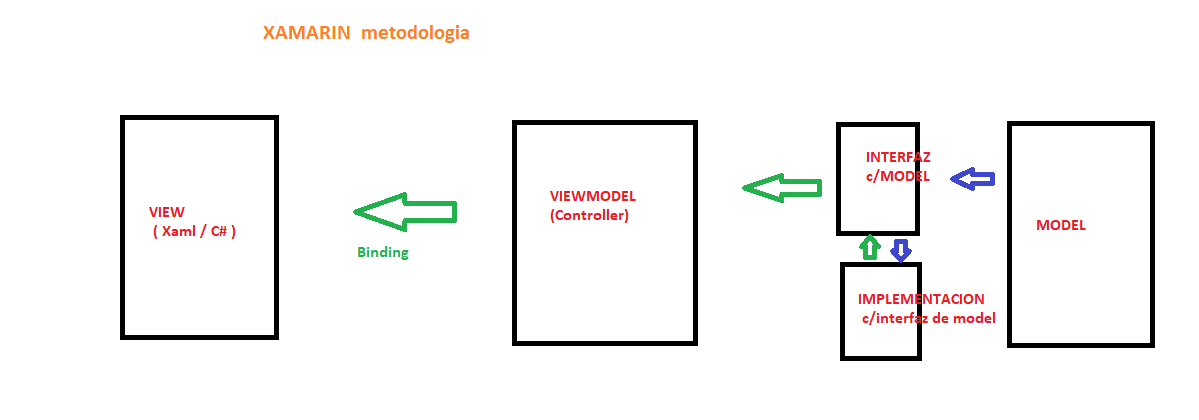 XAMARIN metodologia
VIEW
( Xaml / C# )
Binding
VIEWMODEL
(Controller)
INTERFAZ
c/MODEL
IMPLEMENTACION
c/interfaz de model
MODEL